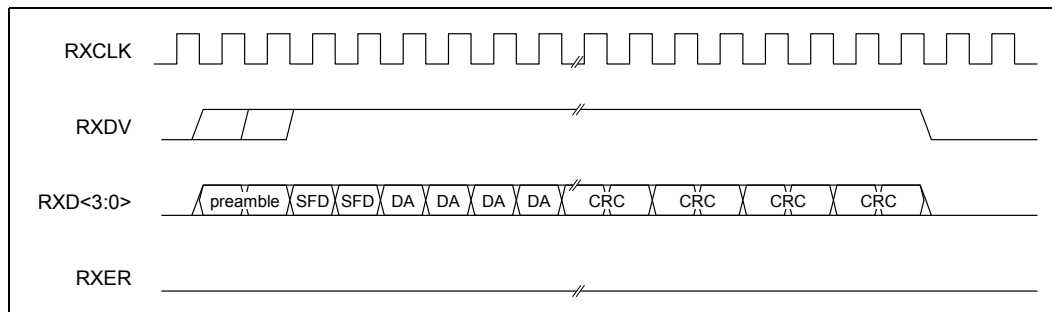 RXCLK
RXDV
RXD<3:0>
preamble SFD SFD DA DA DA DA CRC CRC CRC CRC
RXER